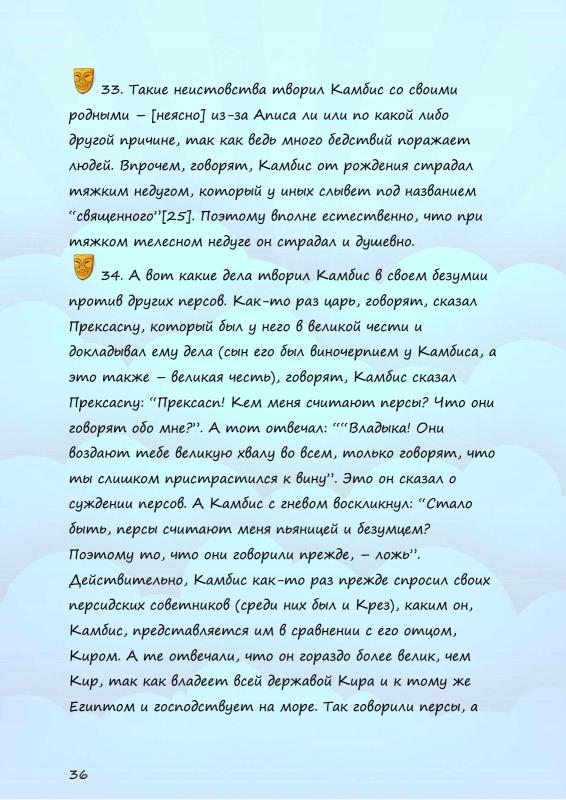 33. Такие неистовства творил Камбис со своими
родными – [неясно] из-за Аписа ли или по какой либо
другой причине, так как ведь много бедствий поражает
людей. Впрочем, говорят, Камбис от рождения страдал
тяжким недугом, который у иных слывет под названием
“священного”[25]. Поэтому вполне естественно, что при
тяжком телесном недуге он страдал и душевно.
34. А вот какие дела творил Камбис в своем безумии
против других персов. Как-то раз царь, говорят, сказал
Прексаспу, который был у него в великой чести и
докладывал ему дела (сын его был виночерпием у Камбиса, а
это также – великая честь), говорят, Камбис сказал
Прексаспу: “Прексасп! Кем меня считают персы? Что они
говорят обо мне?”. А тот отвечал: ““Владыка! Они
воздают тебе великую хвалу во всем, только говорят, что
ты слишком пристрастился к вину”. Это он сказал о
суждении персов. А Камбис с гневом воскликнул: “Стало
быть, персы считают меня пьяницей и безумцем?
Поэтому то, что они говорили прежде, – ложь”.
Действительно, Камбис как-то раз прежде спросил своих
персидских советников (среди них был и Крез), каким он,
Камбис, представляется им в сравнении с его отцом,
Киром. А те отвечали, что он гораздо более велик, чем
Кир, так как владеет всей державой Кира и к тому же
Египтом и господствует на море. Так говорили персы, а
36